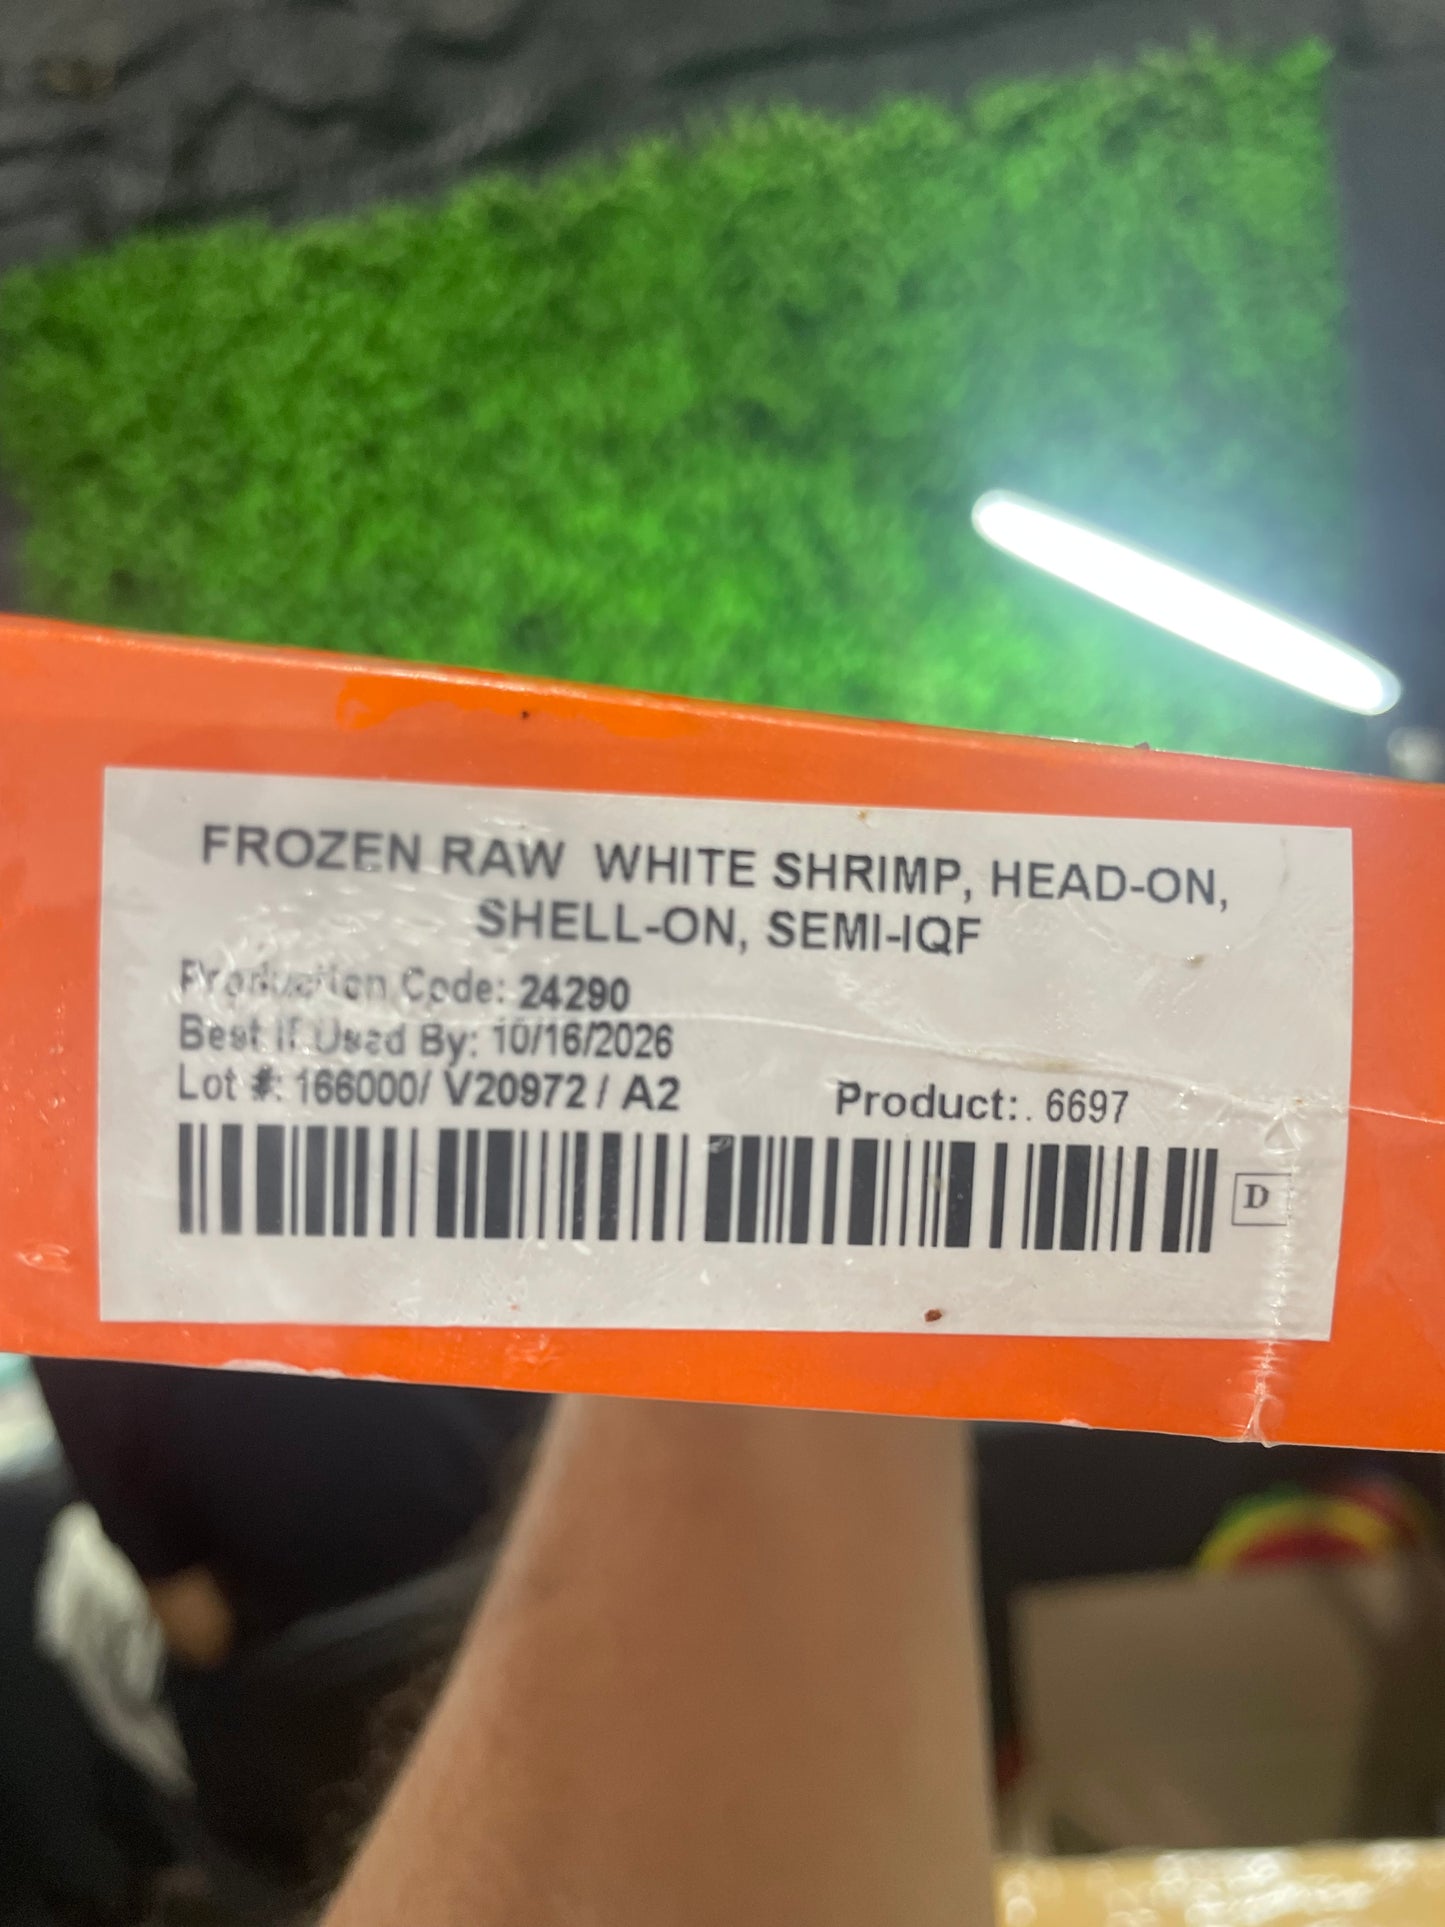 FROZEN RAW WHITE SHRIMP, HEAD-ON,
SHELL-ON, SEMI-IQF
Production Code: 24290
Best If Used By: 10/16/2026
Lot #: 166000/ V20972 / A2
Product:. 6697
D